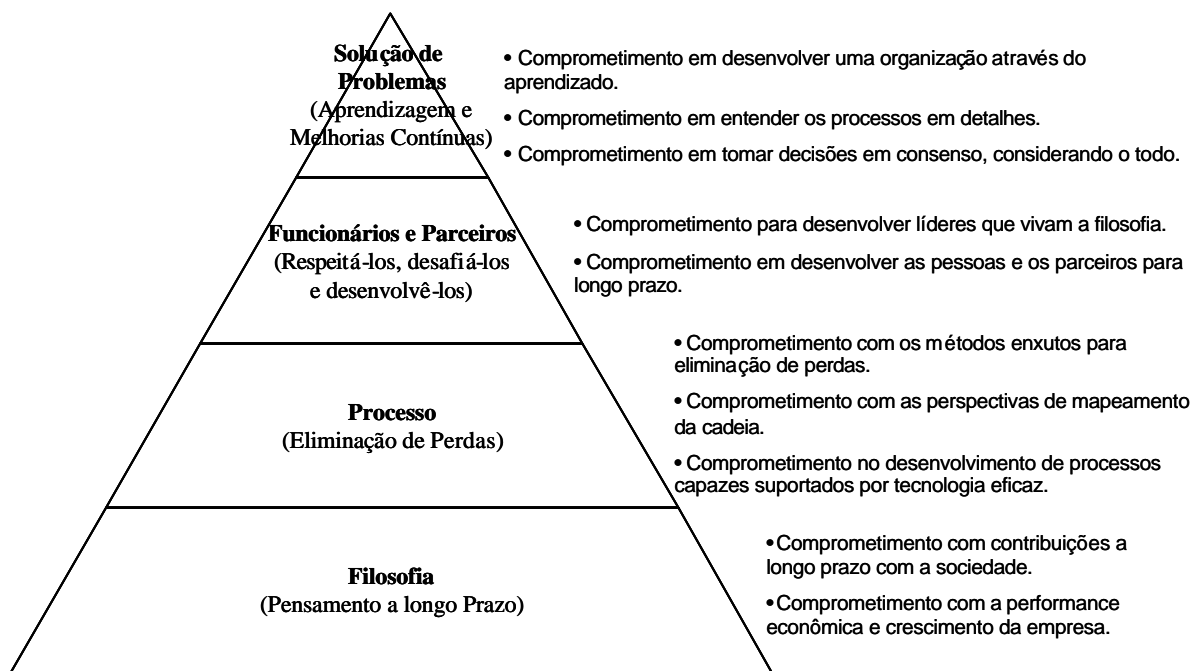 Solução de
Problemas
(Aprendizagem e
Melhorias Contínuas)
• Comprometimento em desenvolver uma organização através do
aprendizado.
• Comprometimento em entender os processos em detalhes.
• Comprometimento em tomar decisões em consenso, considerando o todo.
Funcionários e Parceiros
(Respeitá-los, desafiá-los
e desenvolvê-los)
• Comprometimento para desenvolver líderes que vivam a filosofia.
• Comprometimento em desenvolver as pessoas e os parceiros para
longo prazo.
Processo
(Eliminação de Perdas)
• Comprometimento com os métodos enxutos para
eliminação de perdas.
• Comprometimento com as perspectivas de mapeamento
da cadeia.
• Comprometimento no desenvolvimento de processos
capazes suportados por tecnologia eficaz.
Filosofia
(Pensamento a longo Prazo)
•Comprometimento com contribuições a
longo prazo com a sociedade.
•Comprometimento com a performance
econômica e crescimento da empresa.